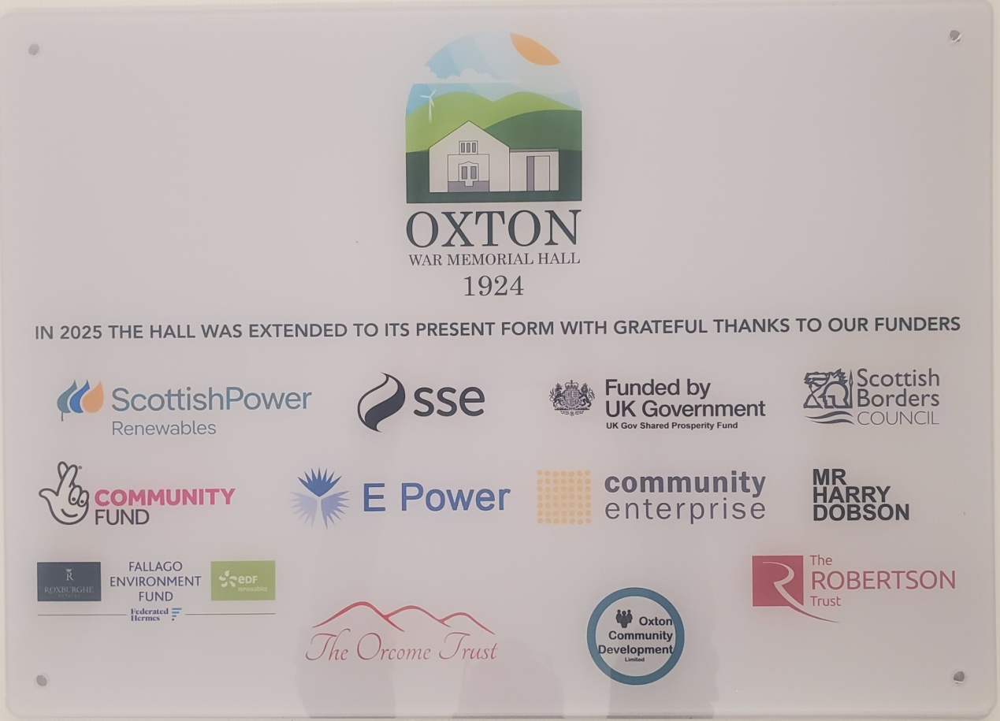 OXTON
WAR MEMORIAL HALL
1924
IN 2025 THE HALL WAS EXTENDED TO ITS PRESENT FORM WITH GRATEFUL THANKS TO OUR FUNDERS
ScottishPower
Renewables
sse
Funded by
UK Government
UK Gov Shared Prosperity Fund
Scottish
Borders
COUNCIL
COMMUNITY
FUND
E Power
community
enterprise
MR
HARRY
DOBSON
R
ROXBURGHE
FALLAGO
ENVIRONMENT
FUND
Federated
Hermes
edf
renewables
The Orcome Trust
Oxton
Community
Development
Limited
The
ROBERTSON
Trust